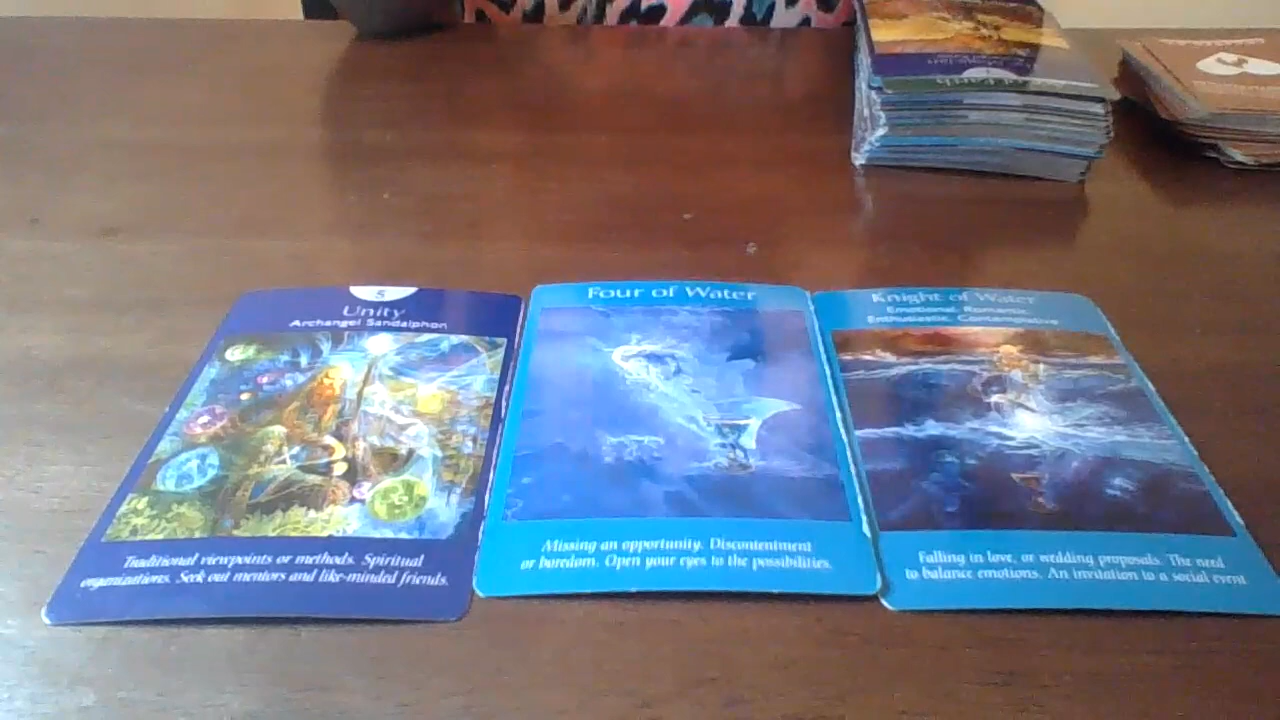 5
Unity
Archangel Sandalphon
Traditional viewpoints or methods. Spiritual
organizations. Seek out mentors and like-minded friends.
Four of Water
Missing an opportunity. Discontentment
or boredom. Open your eyes to the possibilities.
Knight of Water
Emotional, Romantic,
Enthusiastic, Contemplative
Falling in love, or wedding proposals. The need
to balance emotions. An invitation to a social event